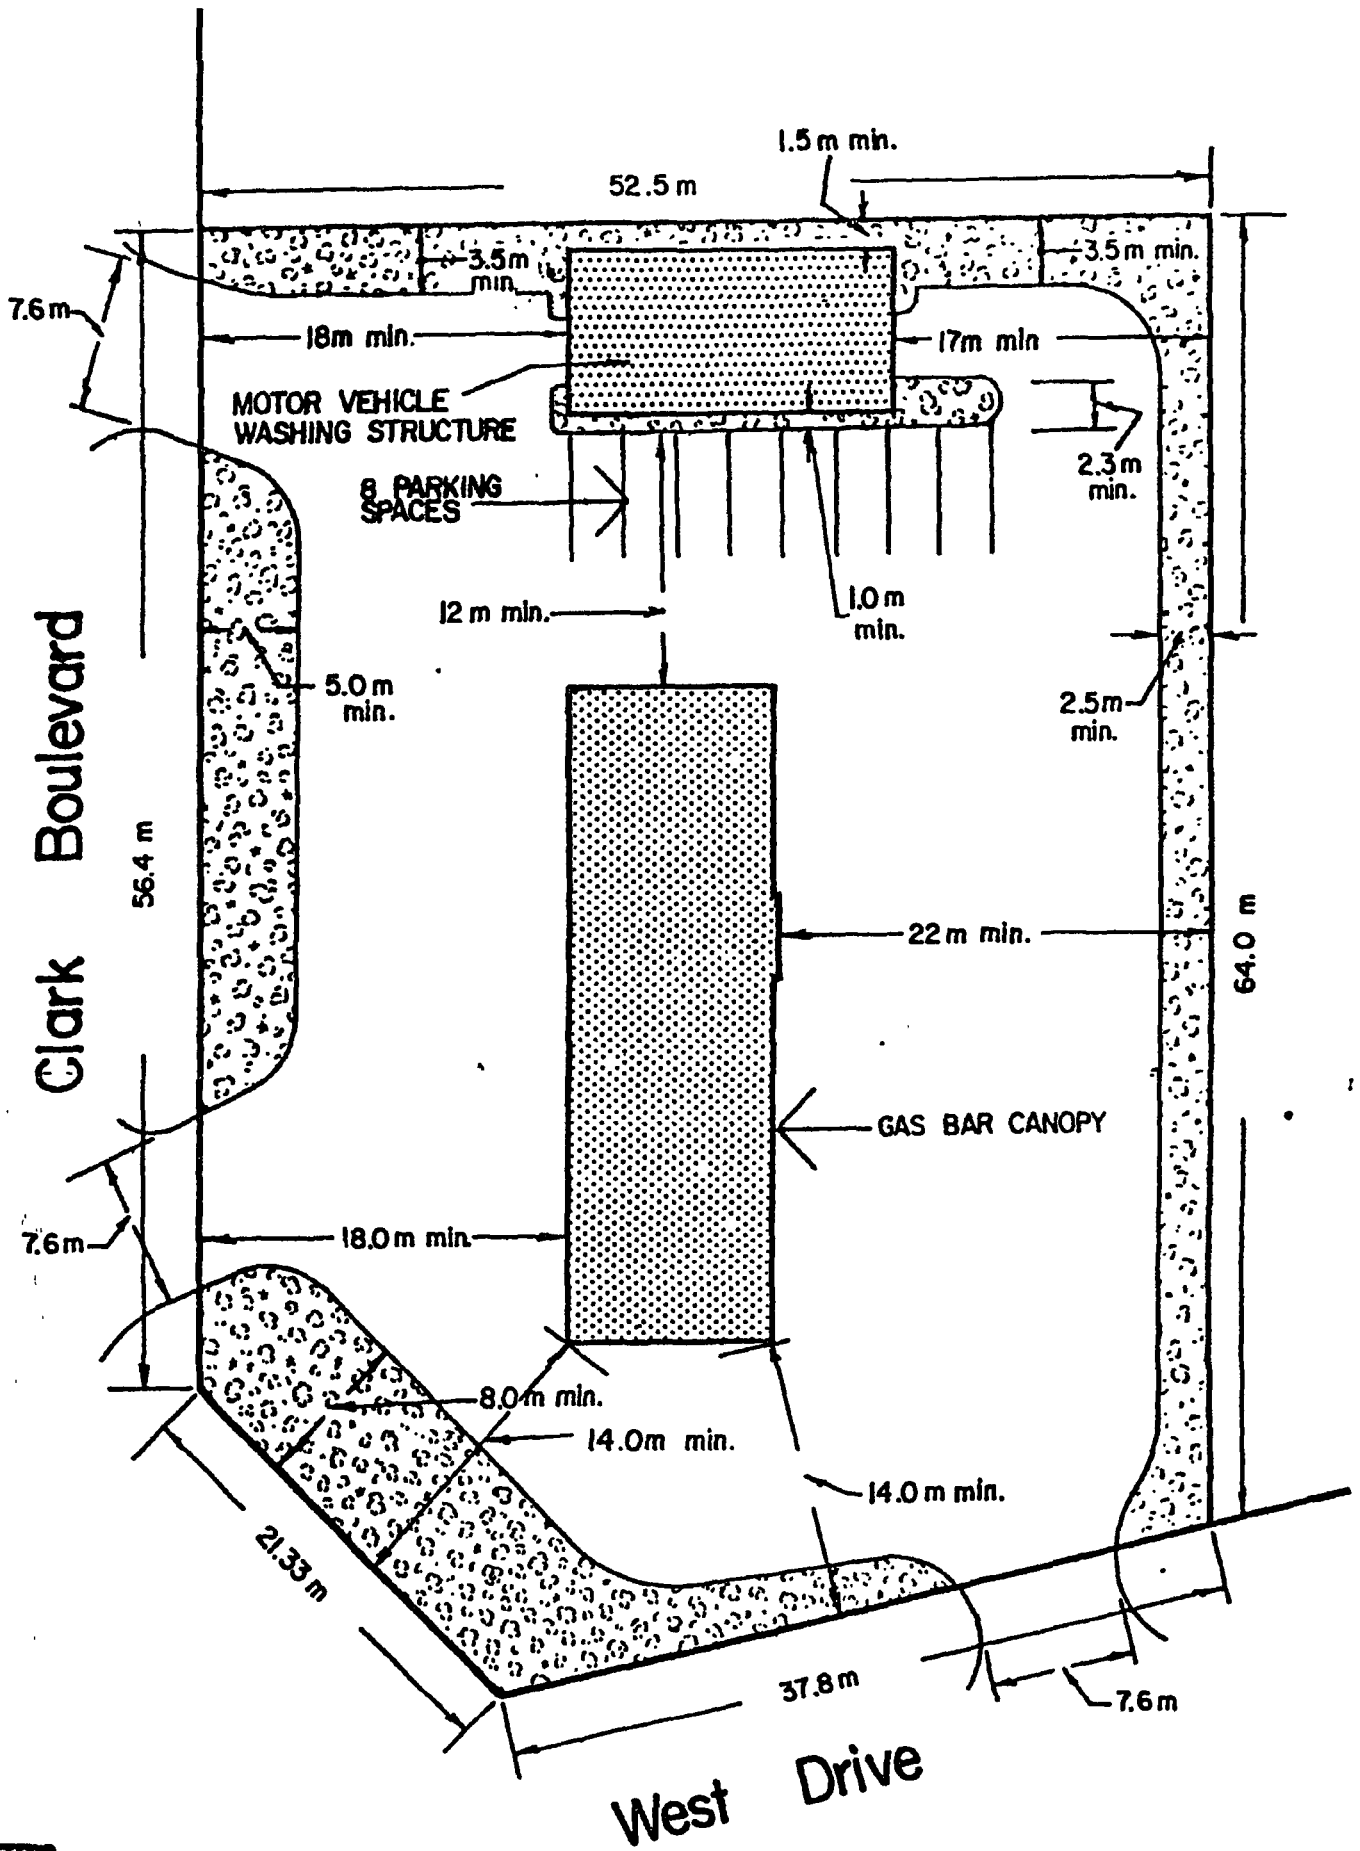 1.5 m min.
52.5 m
3.5 m
min.
3.5 m min.
7.6 m
18m min.
17m min
MOTOR VEHICLE
WASHING STRUCTURE
2.3 m
min.
8 PARKING
SPACES
12 m min.
1.0 m
min.
5.0 m
min.
2.5 m
min.
Clark Boulevard
56.4 m
22 m min.
64.0 m
GAS BAR CANOPY
7.6 m
18.0 m min.
8.0 m min.
14.0m min.
14.0 m min.
21.33 m
37.8 m
7.6 m
West Drive